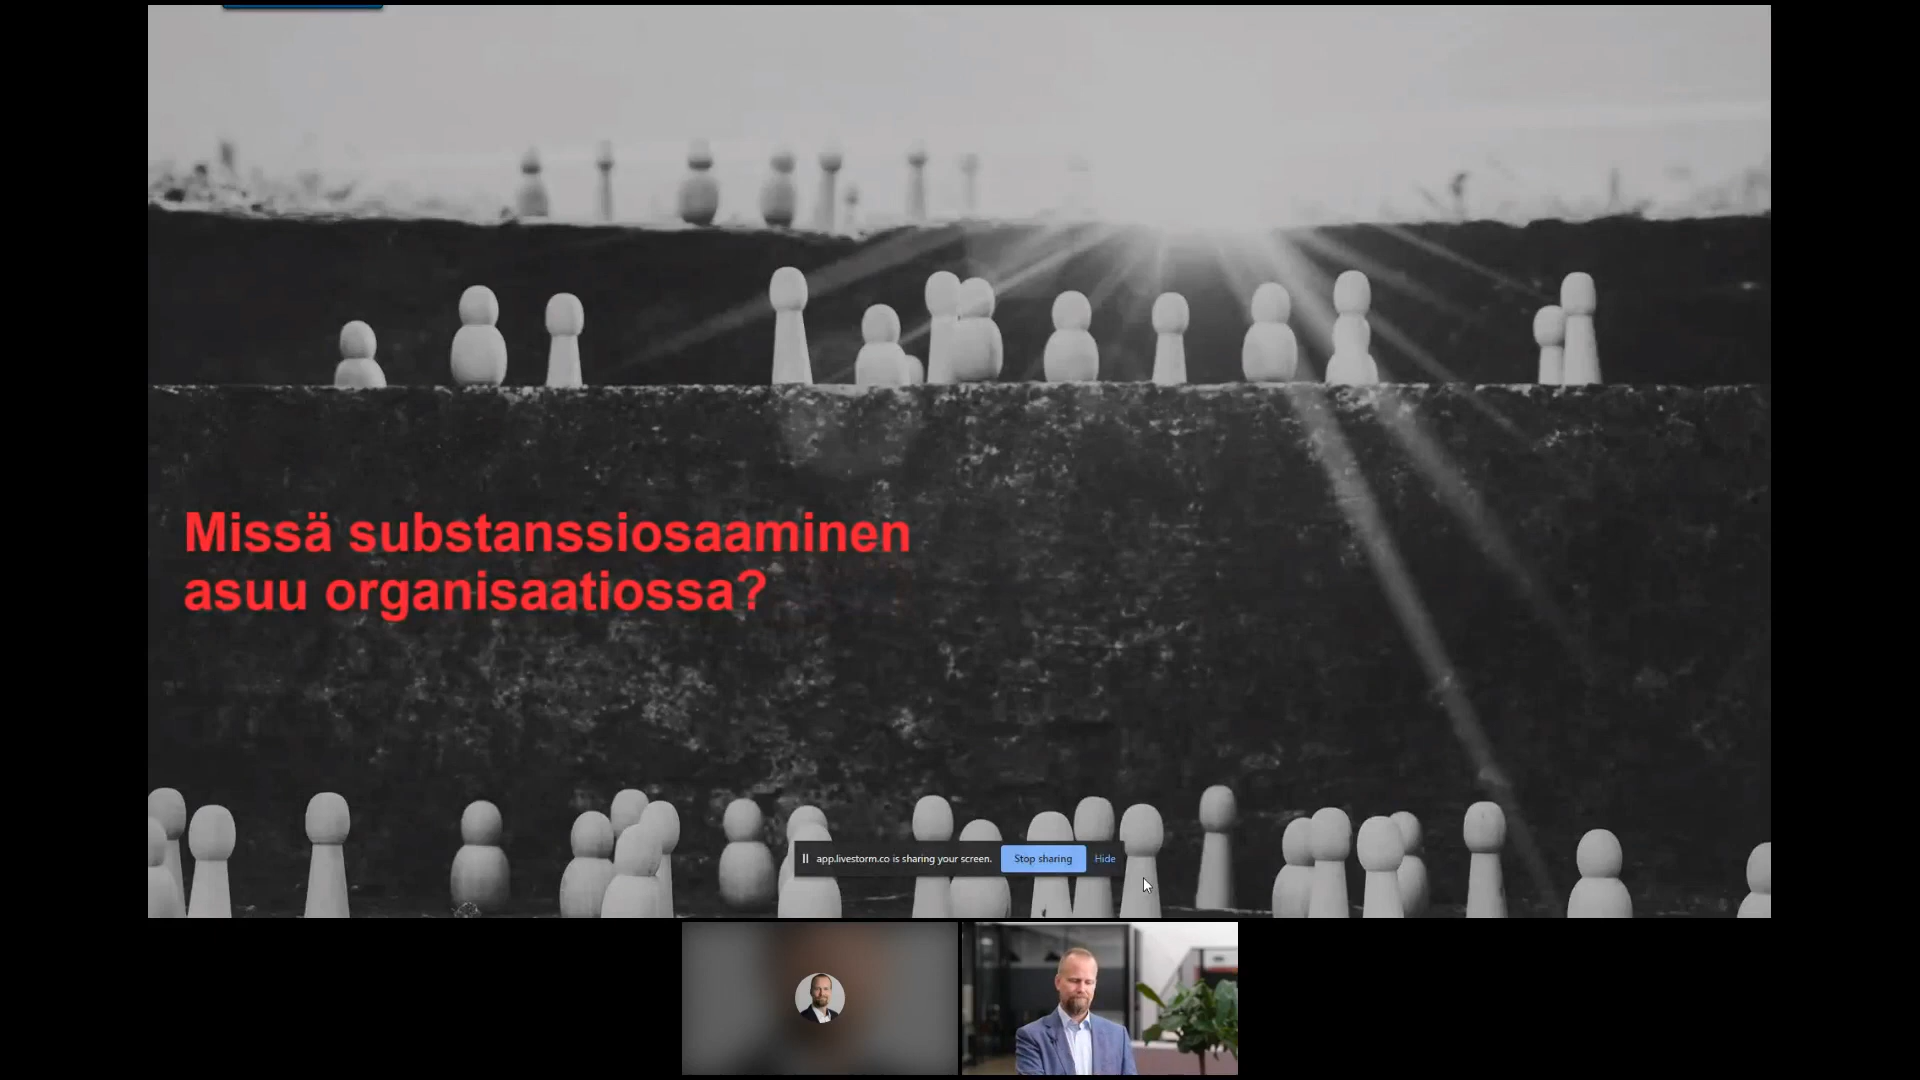 Missä substanssiosaaminen
asuu organisaatiossa?
app.livestorm.co is sharing your screen. Stop sharing Hide